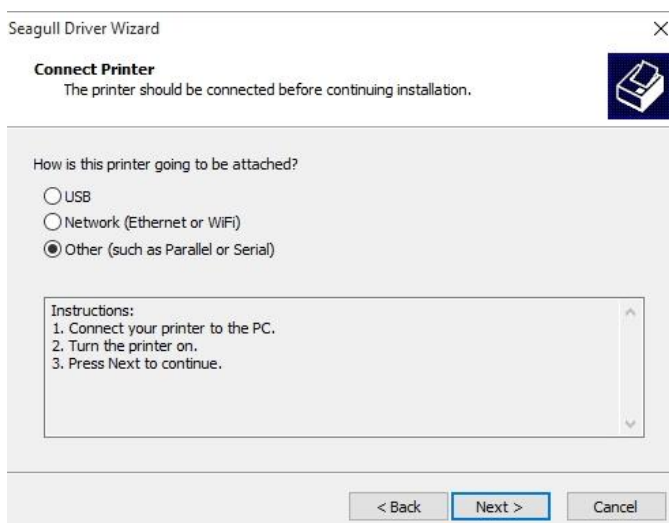 Seagull Driver Wizard
Connect Printer
The printer should be connected before continuing installation.
How is this printer going to be attached?
USB
Network (Ethernet or WiFi)
Other (such as Parallel or Serial)
Instructions:
1. Connect your printer to the PC.
2. Turn the printer on.
3. Press Next to continue.
< Back Next > Cancel